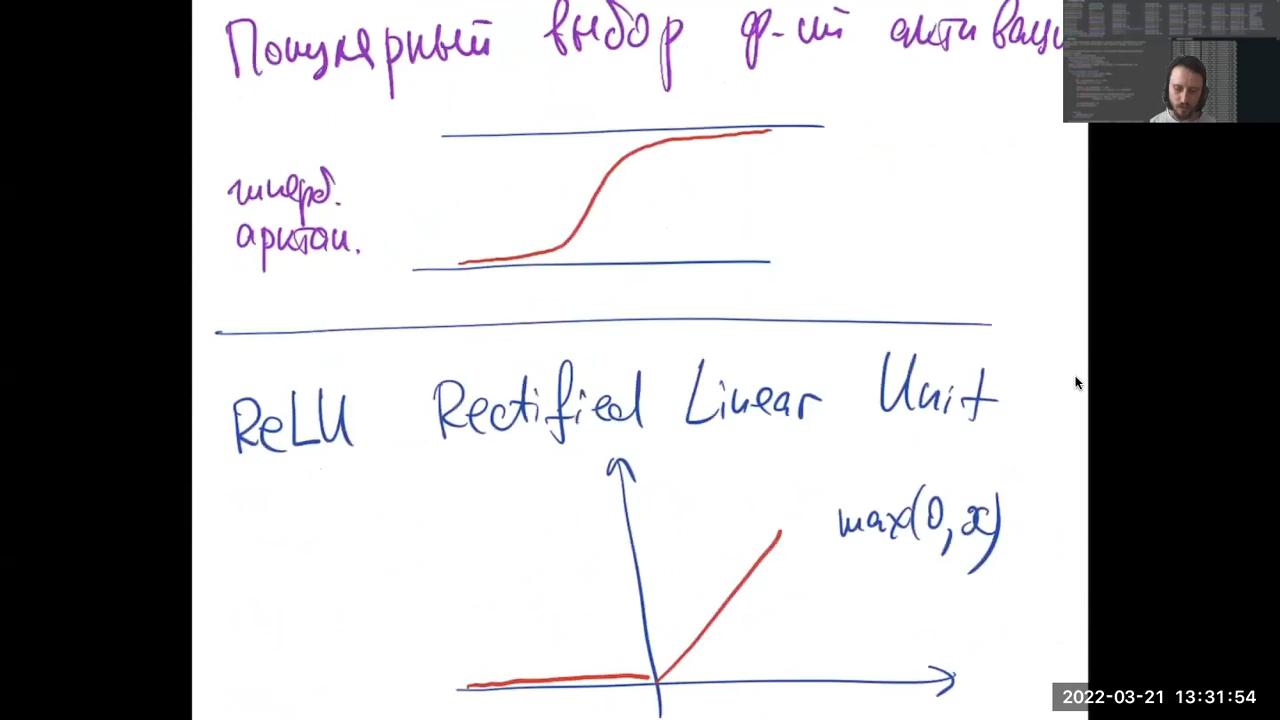 Популярный выбор ф-ий активаци
гиперб.
арктан.
ReLU Rectified Linear Unit
max(0, x)
2022-03-21 13:31:54